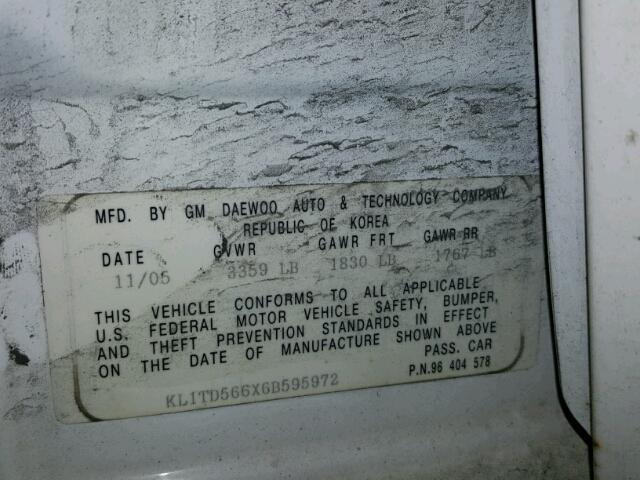 MFD. BY GM DAEWOO AUTO & TECHNOLOGY COMPANY
REPUBLIC OF KOREA
DATE GVWR GAWR FRT GAWR RR
11/05 3359 LB 1830 LB 1767 LB
THIS VEHICLE CONFORMS TO ALL APPLICABLE
U.S. FEDERAL MOTOR VEHICLE SAFETY, BUMPER,
AND THEFT PREVENTION STANDARDS IN EFFECT
ON THE DATE OF MANUFACTURE SHOWN ABOVE
PASS. CAR
KL1TD566X6B595972 P.N.96 404 578